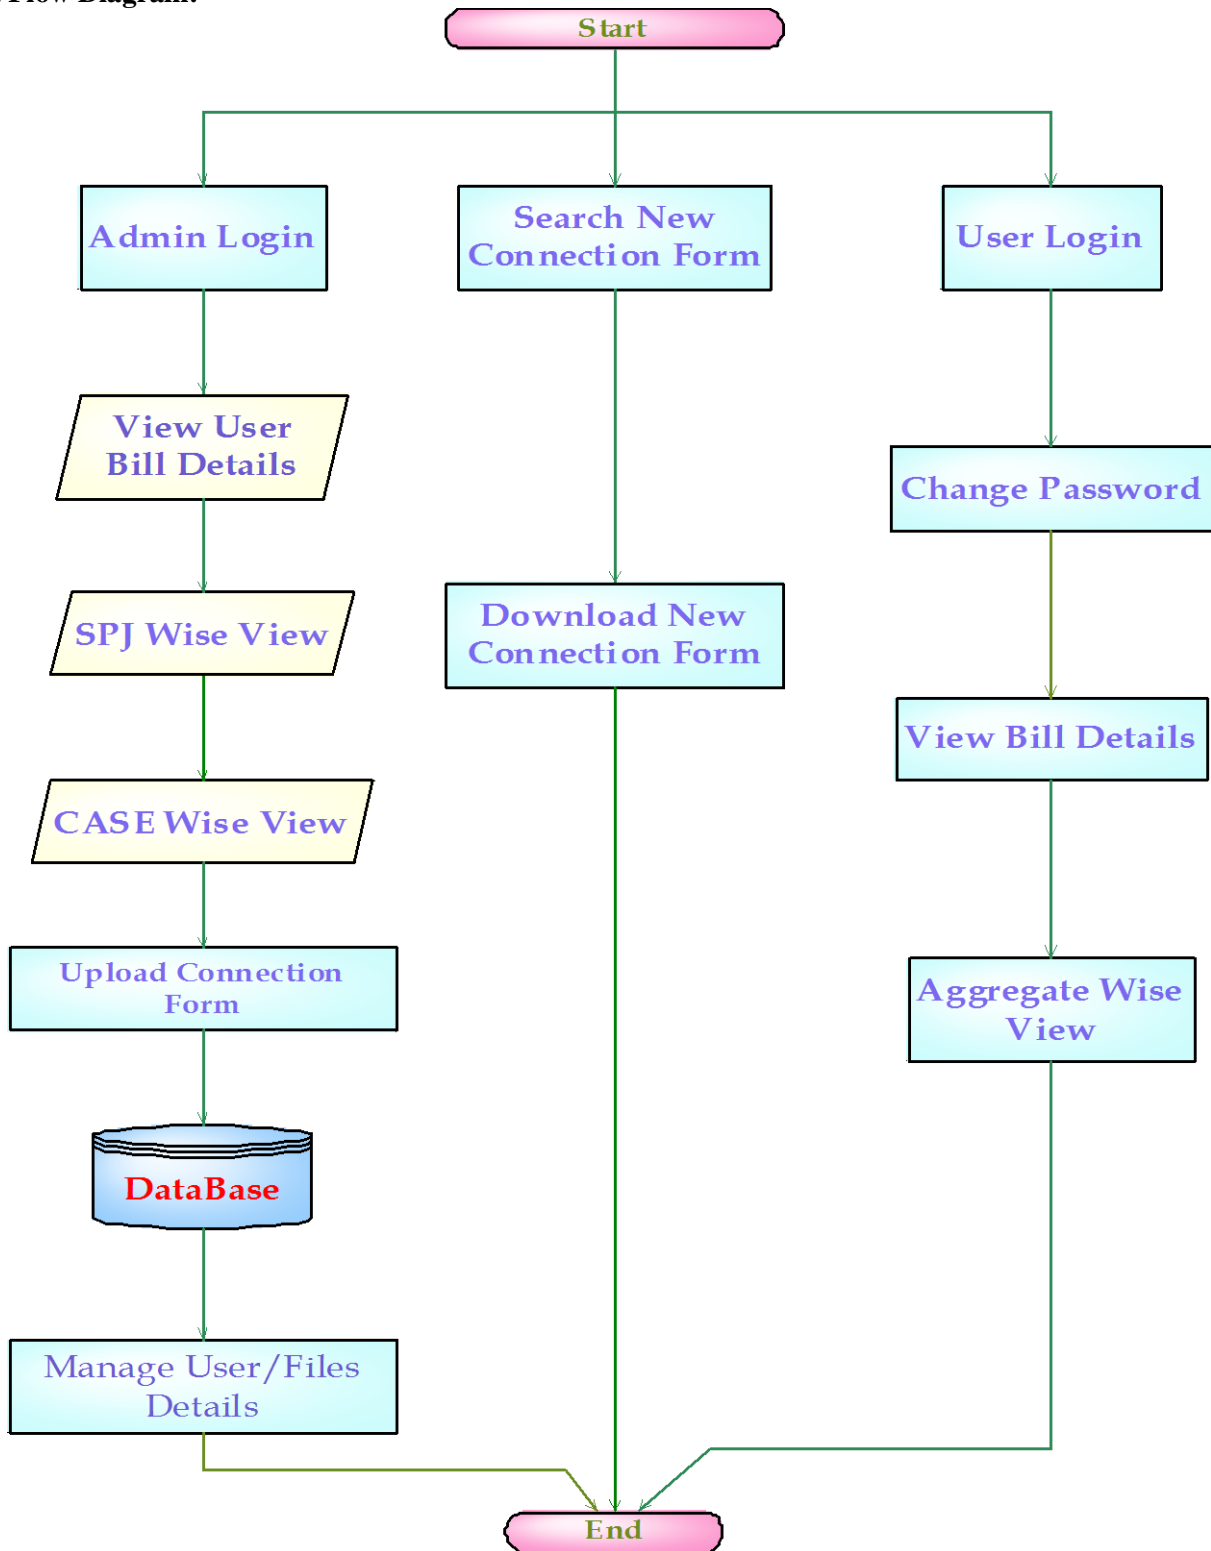 Flow Diagram:
Start
Admin Login
Search New
Connection Form
User Login
View User
Bill Details
Change Password
SPJ Wise View
Download New
Connection Form
View Bill Details
CASE Wise View
Upload Connection
Form
Aggregate Wise
View
DataBase
Manage User/Files
Details
End